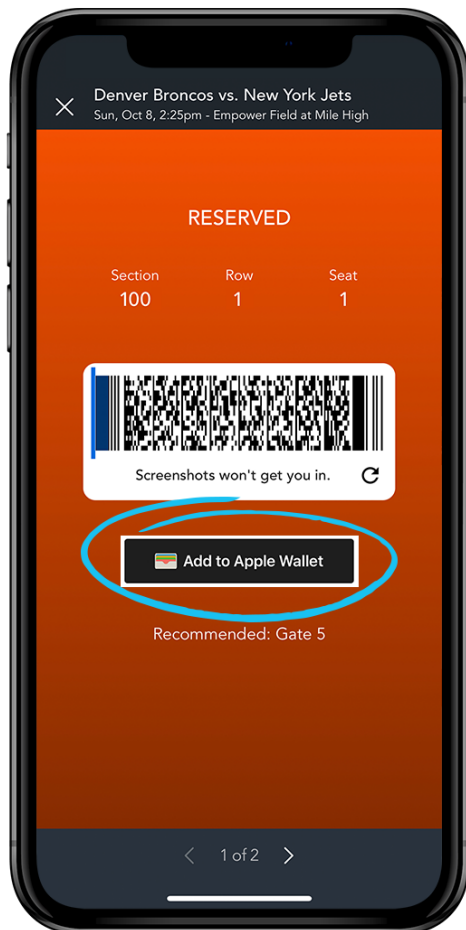 Denver Broncos vs. New York Jets
Sun, Oct 8, 2:25pm - Empower Field at Mile High
RESERVED
Section Row Seat
100 1 1
Screenshots won't get you in.
Add to Apple Wallet
Recommended: Gate 5
1 of 2